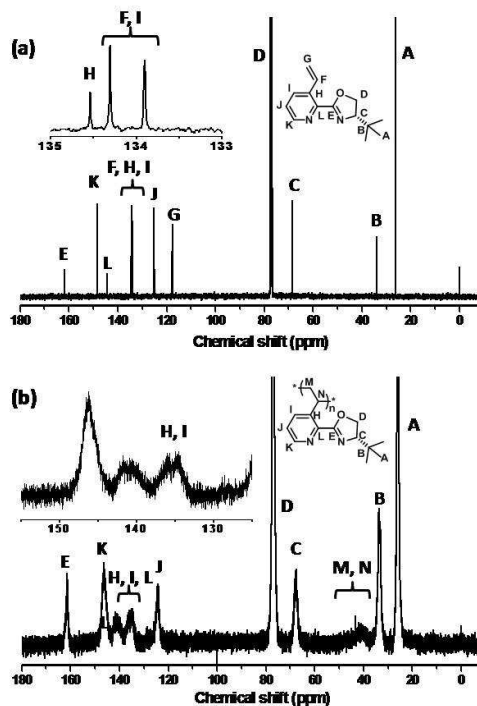 (a)
F, I
H
135 134 133
D
A
G
F
I
H
O
D
J
C
K
N
L
E
N
B
A
K
F, H, I
J
G
C
E
L
B
180 160 140 120 100 80 60 40 20 0
Chemical shift (ppm)
(b)
H, I
150 140 130
*
M
N
*
n
I
H
O
D
J
C
K
N
L
E
N
B
A
A
D
B
E
K
H, I, L
J
C
M, N
180 160 140 120 100 80 60 40 20 0
Chemical shift (ppm)